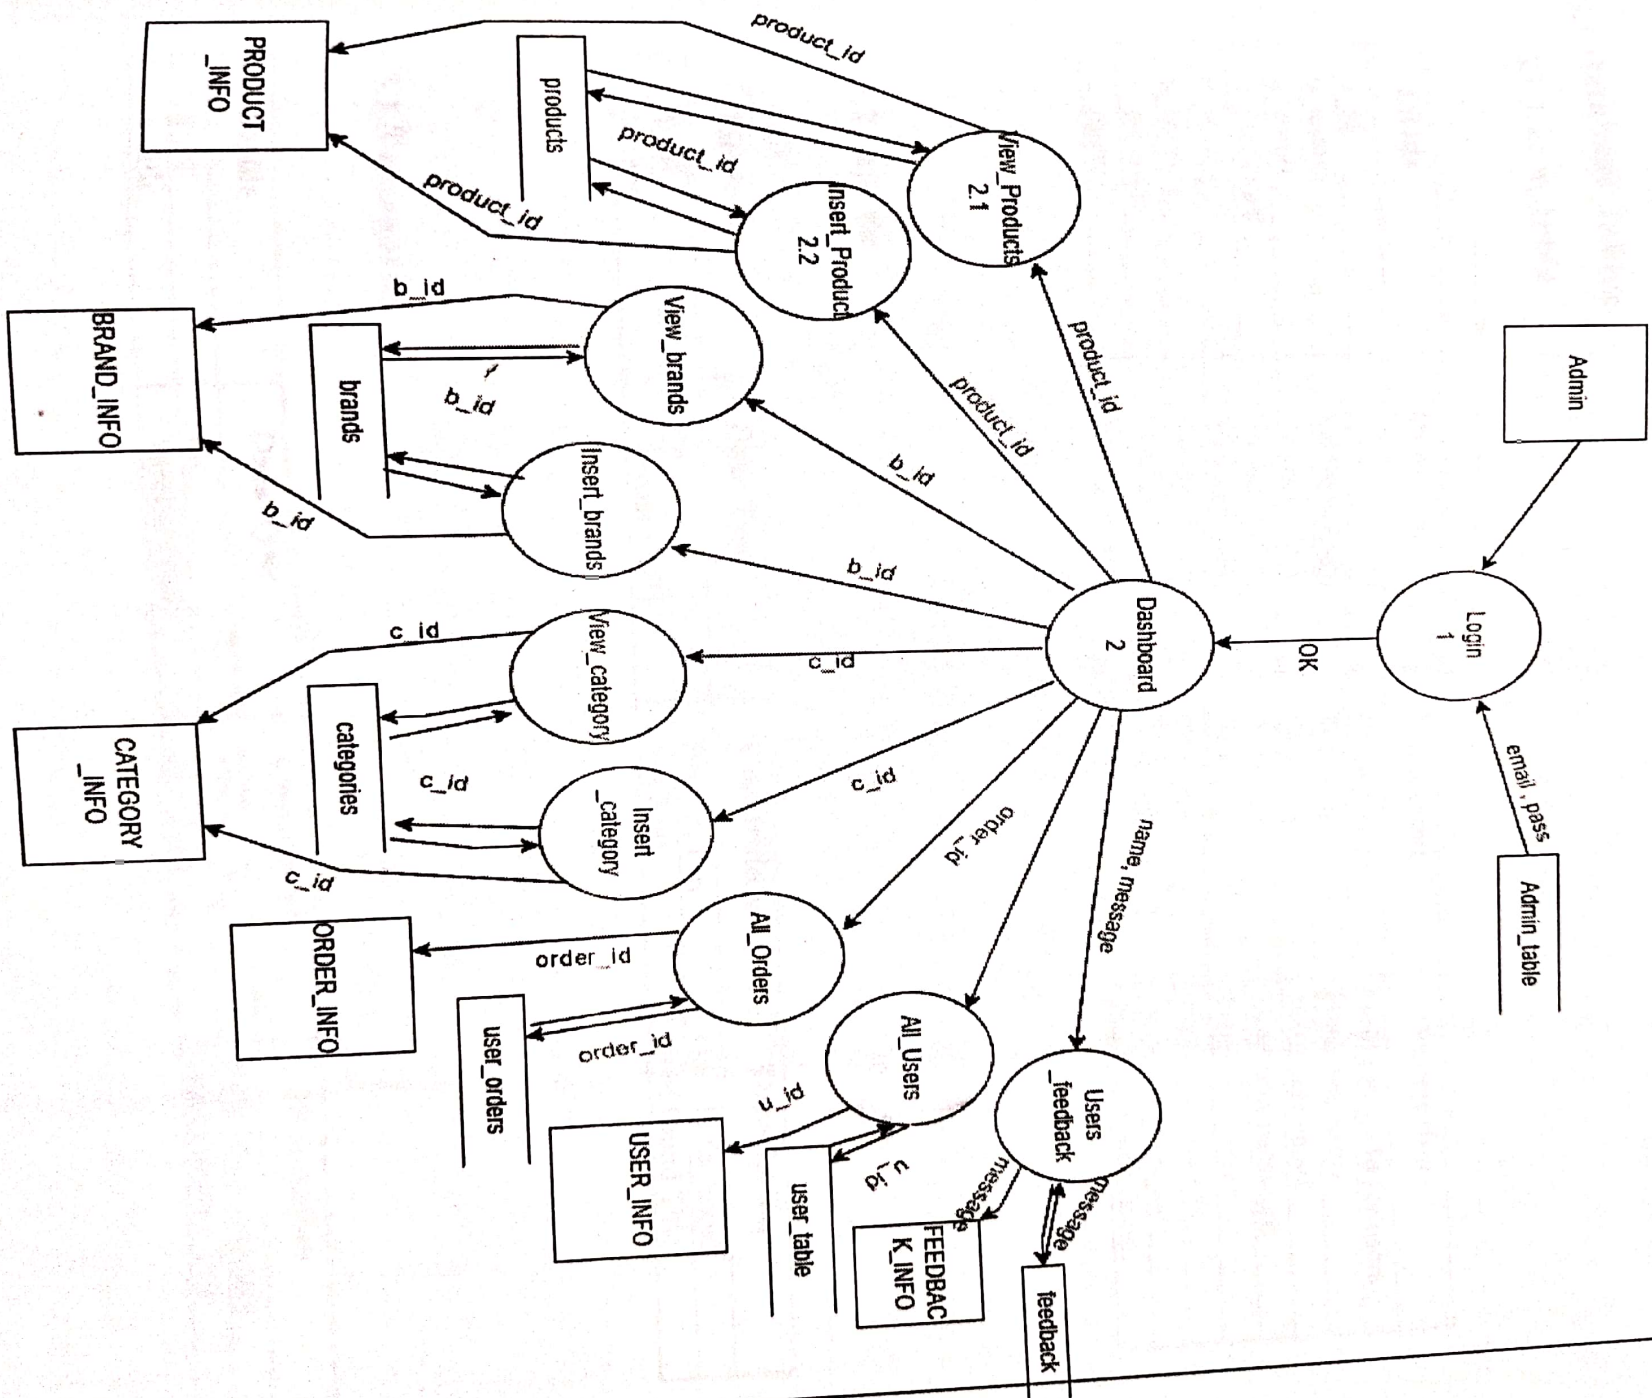 Admin
Login
1
email , pass
Admin_table
OK
Dashboard
2
product_id
product_id
b_id
b_id
c_id
c_id
order_id
name, message
View_Products
2.1
Insert_Product
2.2
View_brands
Insert_brands
View_category
Insert
_category
All_Orders
All_Users
Users
_feedback
product_id
product_id
product_id
products
PRODUCT
_INFO
b_id
b_id
b_id
brands
BRAND_INFO
c_id
c_id
c_id
categories
CATEGORY
_INFO
order_id
order_id
user_orders
ORDER_INFO
u_id
u_id
user_table
USER_INFO
message
message
FEEDBAC
K_INFO
feedback